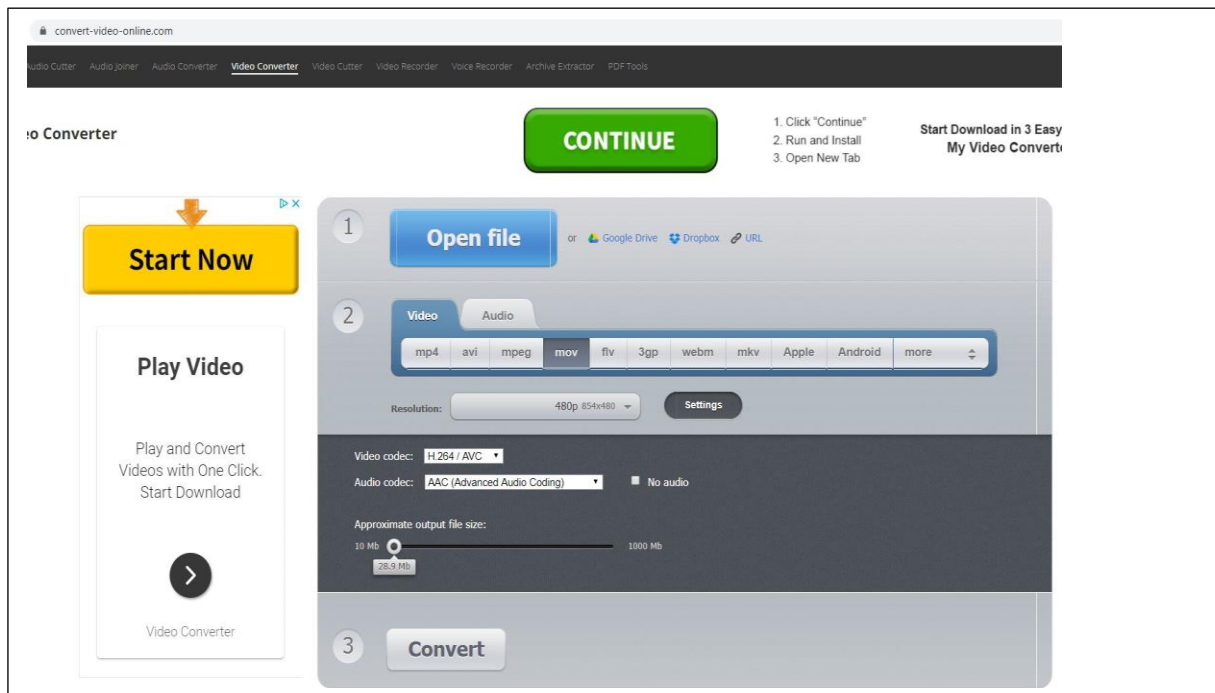 convert-video-online.com
Audio Cutter Audio Joiner Audio Converter Video Converter Video Cutter Video Recorder Voice Recorder Archive Extractor PDF Tools
eo Converter
CONTINUE
1. Click "Continue"
2. Run and Install
3. Open New Tab
Start Download in 3 Easy
My Video Converte
Start Now
Play Video
Play and Convert
Videos with One Click.
Start Download
Video Converter
1
Open file
or Google Drive Dropbox URL
2
Video Audio
mp4 avi mpeg mov flv 3gp webm mkv Apple Android more
Resolution: 480p 854x480 Settings
Video codec: H.264 / AVC
Audio codec: AAC (Advanced Audio Coding) No audio
Approximate output file size:
10 Mb 1000 Mb
28.9 Mb
3
Convert